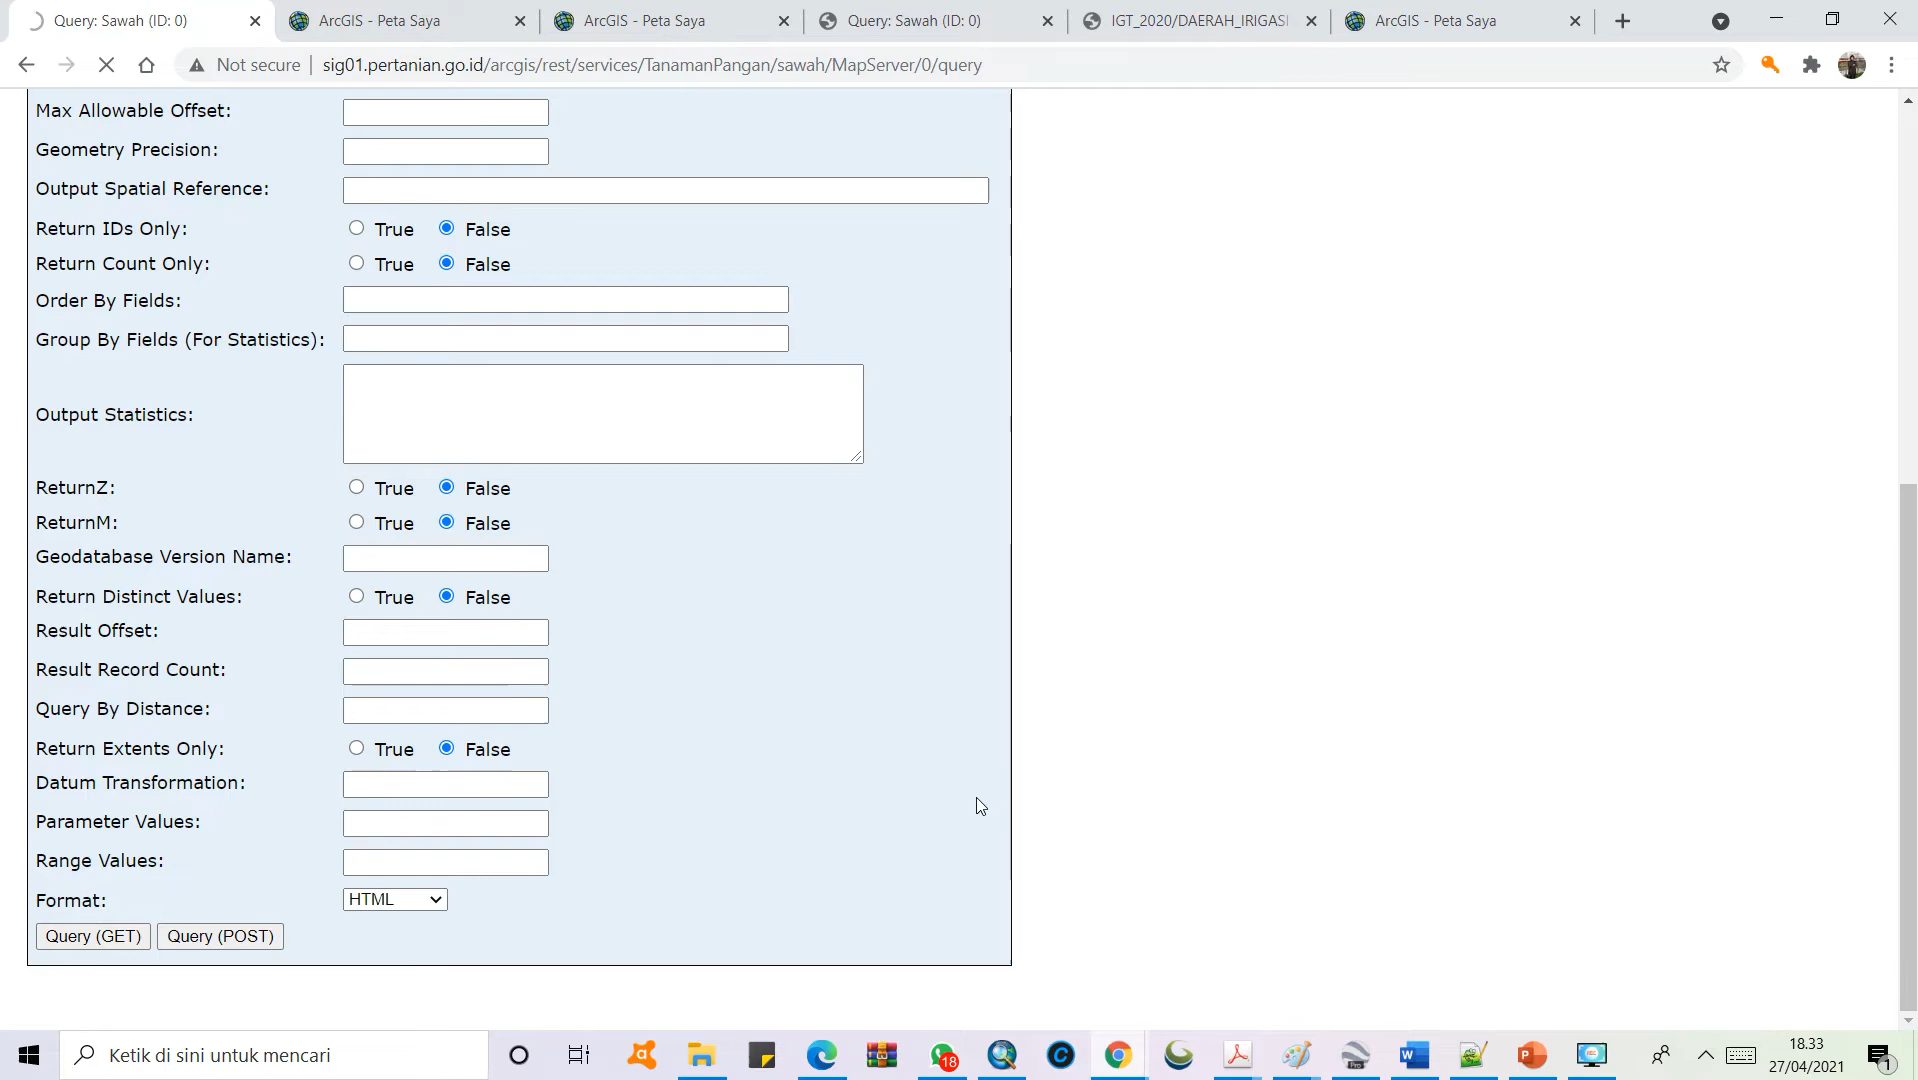 Query: Sawah (ID: 0)
ArcGIS - Peta Saya
ArcGIS - Peta Saya
Query: Sawah (ID: 0)
IGT_2020/DAERAH_IRIGASI
ArcGIS - Peta Saya
Not secure
sig01.pertanian.go.id/arcgis/rest/services/TanamanPangan/sawah/MapServer/0/query
Max Allowable Offset:
Geometry Precision:
Output Spatial Reference:
Return IDs Only: True False
Return Count Only: True False
Order By Fields:
Group By Fields (For Statistics):
Output Statistics:
ReturnZ: True False
ReturnM: True False
Geodatabase Version Name:
Return Distinct Values: True False
Result Offset:
Result Record Count:
Query By Distance:
Return Extents Only: True False
Datum Transformation:
Parameter Values:
Range Values:
Format: HTML
Query (GET) Query (POST)
Ketik di sini untuk mencari
18
18.33
27/04/2021
1